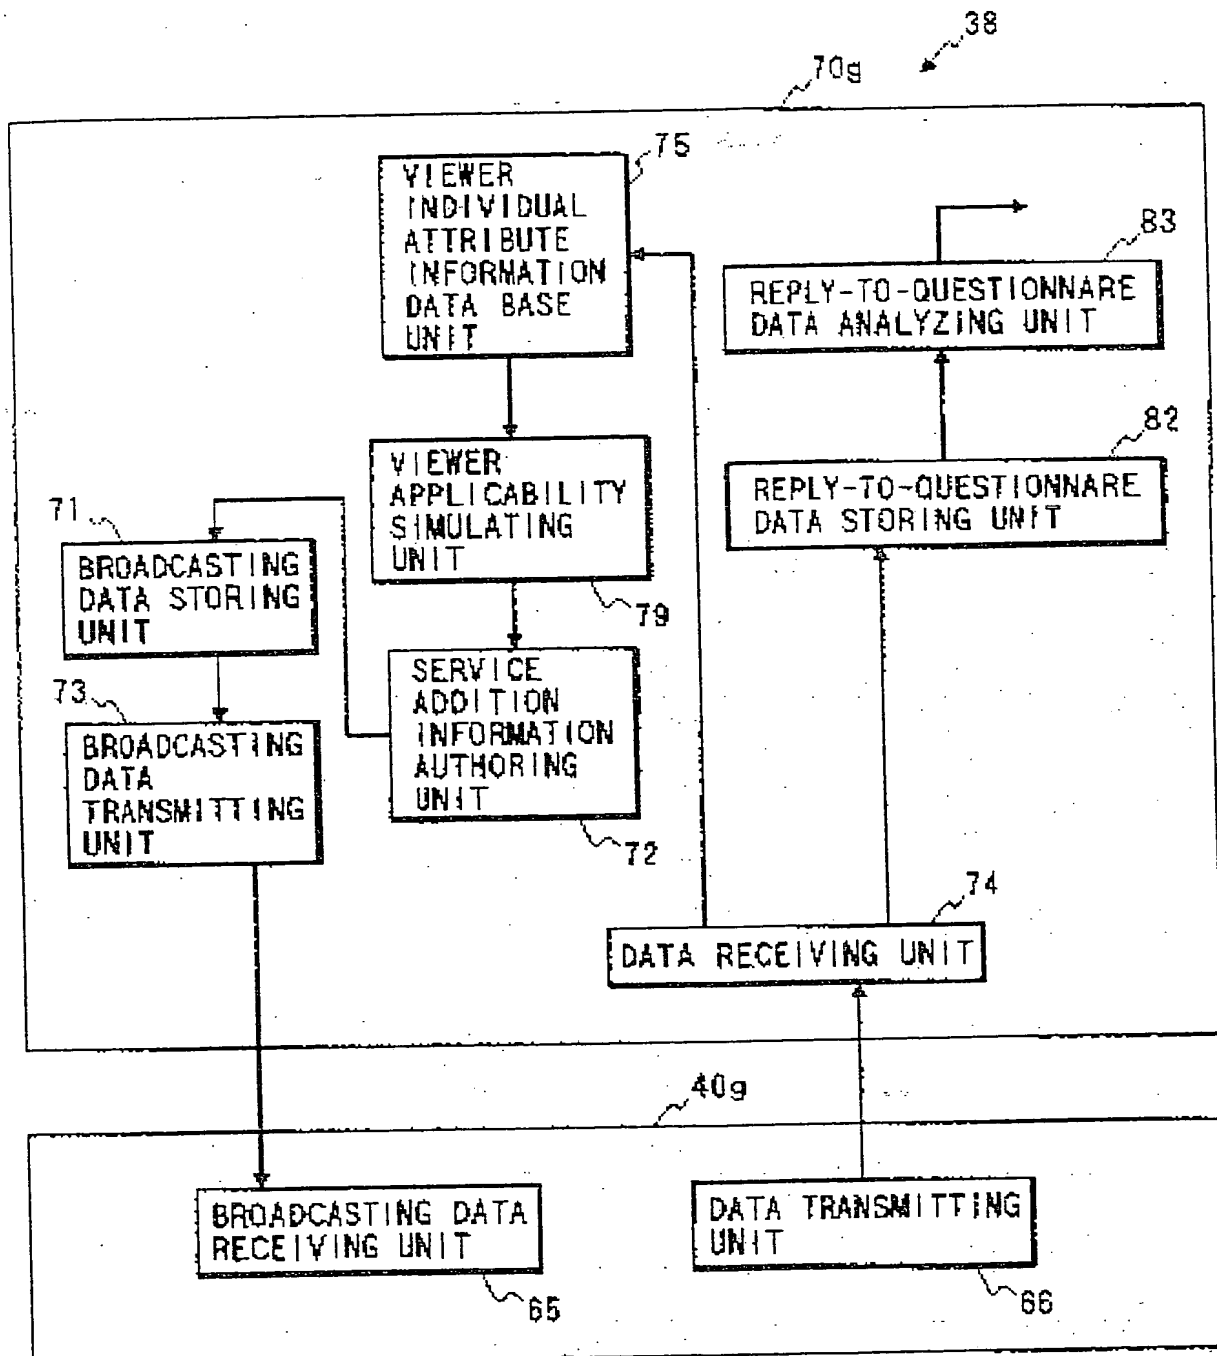 38
70g
75
VIEWER
INDIVIDUAL
ATTRIBUTE
INFORMATION
DATA BASE
UNIT
83
REPLY-TO-QUESTIONNARE
DATA ANALYZING UNIT
82
REPLY-TO-QUESTIONNARE
DATA STORING UNIT
VIEWER
APPLICABILITY
SIMULATING
UNIT
79
71
BROADCASTING
DATA STORING
UNIT
SERVICE
ADDITION
INFORMATION
AUTHORING
UNIT
72
73
BROADCASTING
DATA
TRANSMITTING
UNIT
74
DATA RECEIVING UNIT
40g
BROADCASTING DATA
RECEIVING UNIT
65
DATA TRANSMITTING
UNIT
66